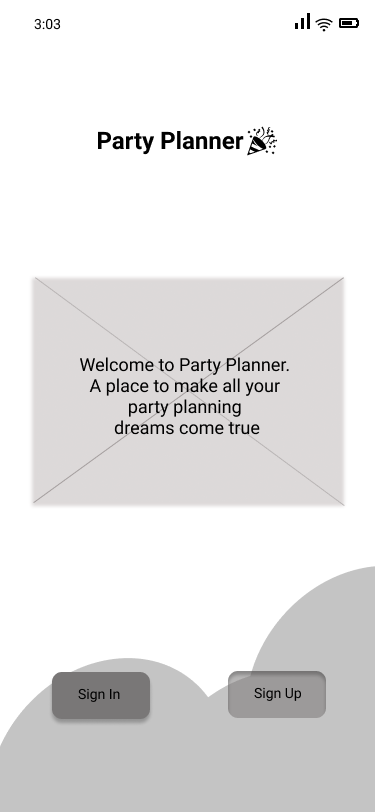 3:03
Party Planner
Welcome to Party Planner.
A place to make all your
party planning
dreams come true
Sign In
Sign Up